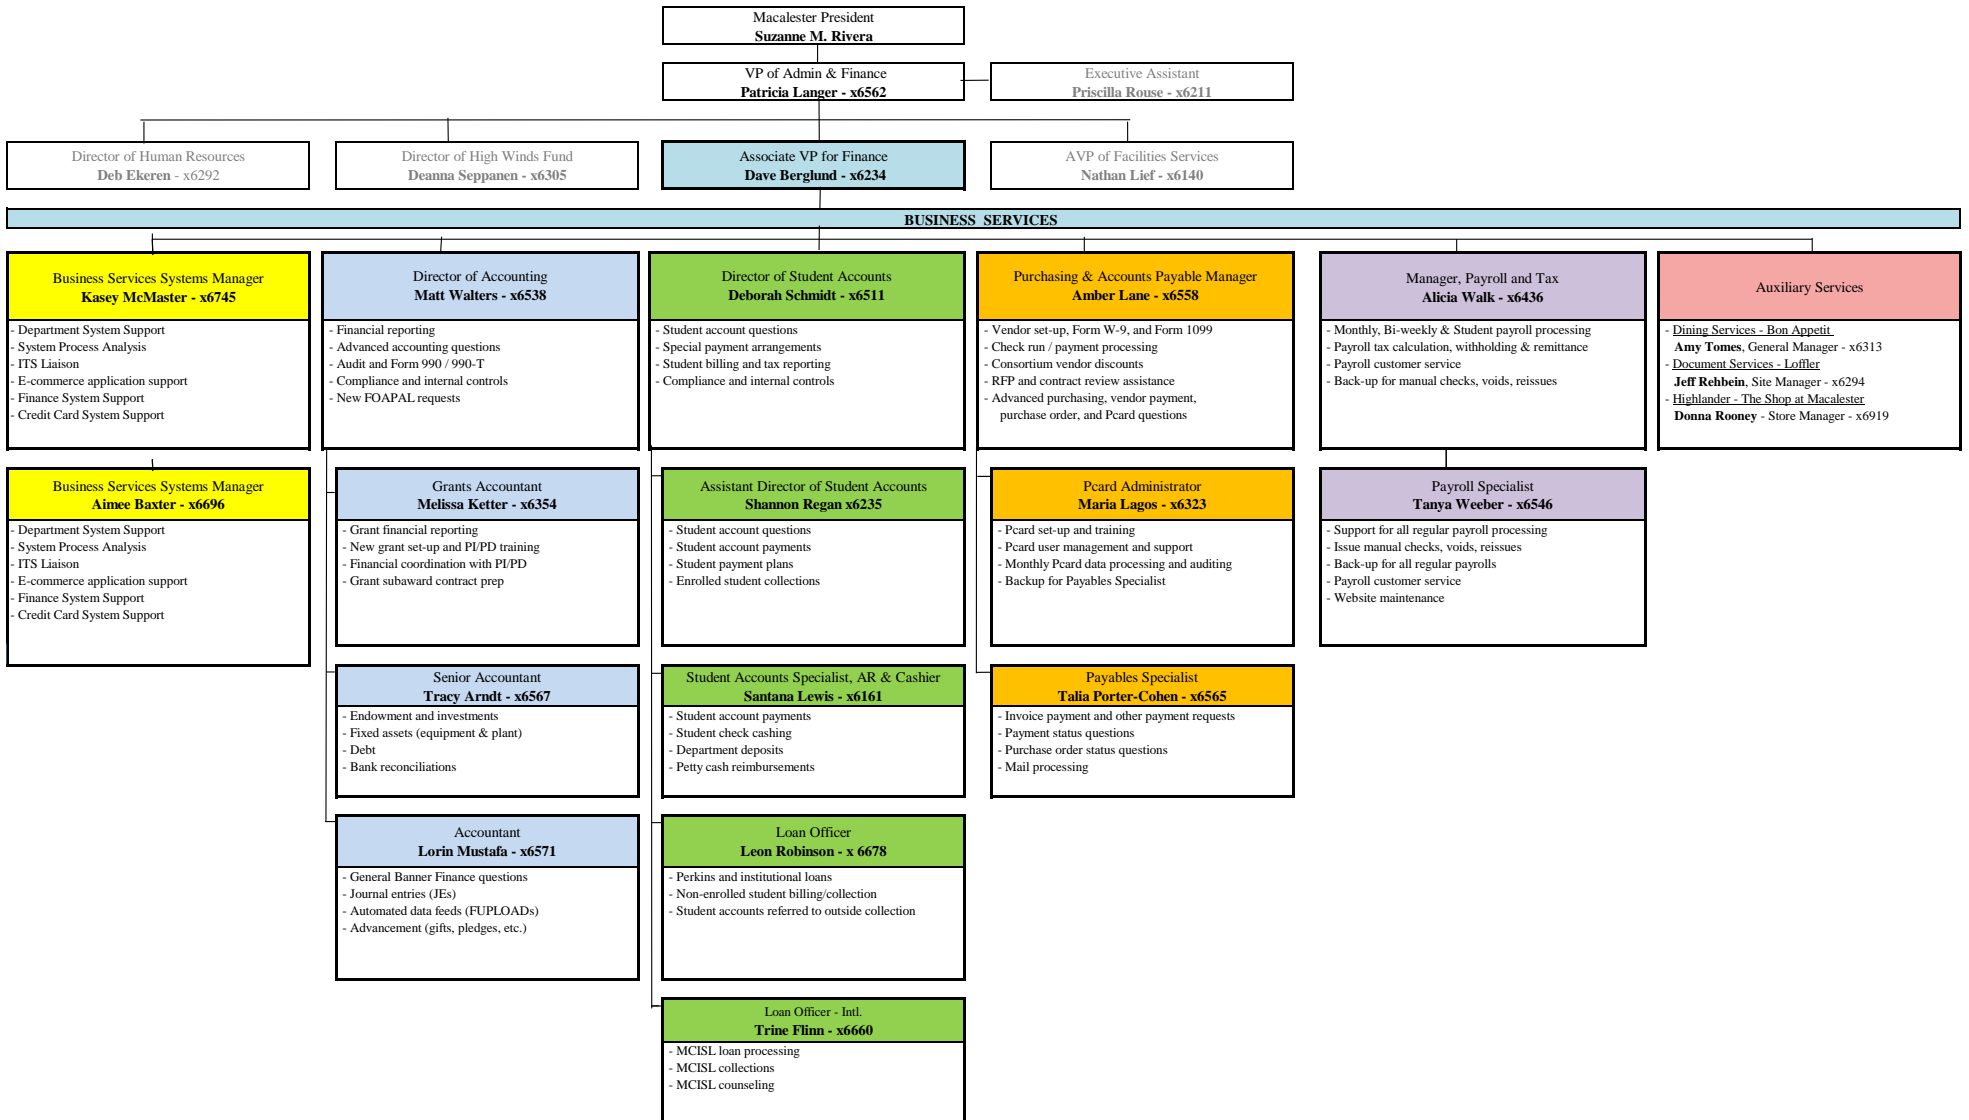 Macalester President
Suzanne M. Rivera
VP of Admin & Finance
Patricia Langer - x6562
Executive Assistant
Priscilla Rouse - x6211
Director of Human Resources
Deb Ekeren - x6292
Director of High Winds Fund
Deanna Seppanen - x6305
Associate VP for Finance
Dave Berglund - x6234
AVP of Facilities Services
Nathan Lief - x6140
BUSINESS SERVICES
Business Services Systems Manager
Kasey McMaster - x6745
- Department System Support
- System Process Analysis
- ITS Liaison
- E-commerce application support
- Finance System Support
- Credit Card System Support
Business Services Systems Manager
Aimee Baxter - x6696
- Department System Support
- System Process Analysis
- ITS Liaison
- E-commerce application support
- Finance System Support
- Credit Card System Support
Director of Accounting
Matt Walters - x6538
- Financial reporting
- Advanced accounting questions
- Audit and Form 990 / 990-T
- Compliance and internal controls
- New FOAPAL requests
Grants Accountant
Melissa Ketter - x6354
- Grant financial reporting
- New grant set-up and PI/PD training
- Financial coordination with PI/PD
- Grant subaward contract prep
Senior Accountant
Tracy Arndt - x6567
- Endowment and investments
- Fixed assets (equipment & plant)
- Debt
- Bank reconciliations
Accountant
Lorin Mustafa - x6571
- General Banner Finance questions
- Journal entries (JEs)
- Automated data feeds (FUPLOADs)
- Advancement (gifts, pledges, etc.)
Director of Student Accounts
Deborah Schmidt - x6511
- Student account questions
- Special payment arrangements
- Student billing and tax reporting
- Compliance and internal controls
Assistant Director of Student Accounts
Shannon Regan x6235
- Student account questions
- Student account payments
- Student payment plans
- Enrolled student collections
Student Accounts Specialist, AR & Cashier
Santana Lewis - x6161
- Student account payments
- Student check cashing
- Department deposits
- Petty cash reimbursements
Loan Officer
Leon Robinson - x 6678
- Perkins and institutional loans
- Non-enrolled student billing/collection
- Student accounts referred to outside collection
Loan Officer - Intl.
Trine Flinn - x6660
- MCISL loan processing
- MCISL collections
- MCISL counseling
Purchasing & Accounts Payable Manager
Amber Lane - x6558
- Vendor set-up, Form W-9, and Form 1099
- Check run / payment processing
- Consortium vendor discounts
- RFP and contract review assistance
- Advanced purchasing, vendor payment,
purchase order, and Pcard questions
Pcard Administrator
Maria Lagos - x6323
- Pcard set-up and training
- Pcard user management and support
- Monthly Pcard data processing and auditing
- Backup for Payables Specialist
Payables Specialist
Talia Porter-Cohen - x6565
- Invoice payment and other payment requests
- Payment status questions
- Purchase order status questions
- Mail processing
Manager, Payroll and Tax
Alicia Walk - x6436
- Monthly, Bi-weekly & Student payroll processing
- Payroll tax calculation, withholding & remittance
- Payroll customer service
- Back-up for manual checks, voids, reissues
Payroll Specialist
Tanya Weeber - x6546
- Support for all regular payroll processing
- Issue manual checks, voids, reissues
- Back-up for all regular payrolls
- Payroll customer service
- Website maintenance
Auxiliary Services
- Dining Services - Bon Appetit
Amy Tomes, General Manager - x6313
- Document Services - Loffler
Jeff Rehbein, Site Manager - x6294
- Highlander - The Shop at Macalester
Donna Rooney - Store Manager - x6919